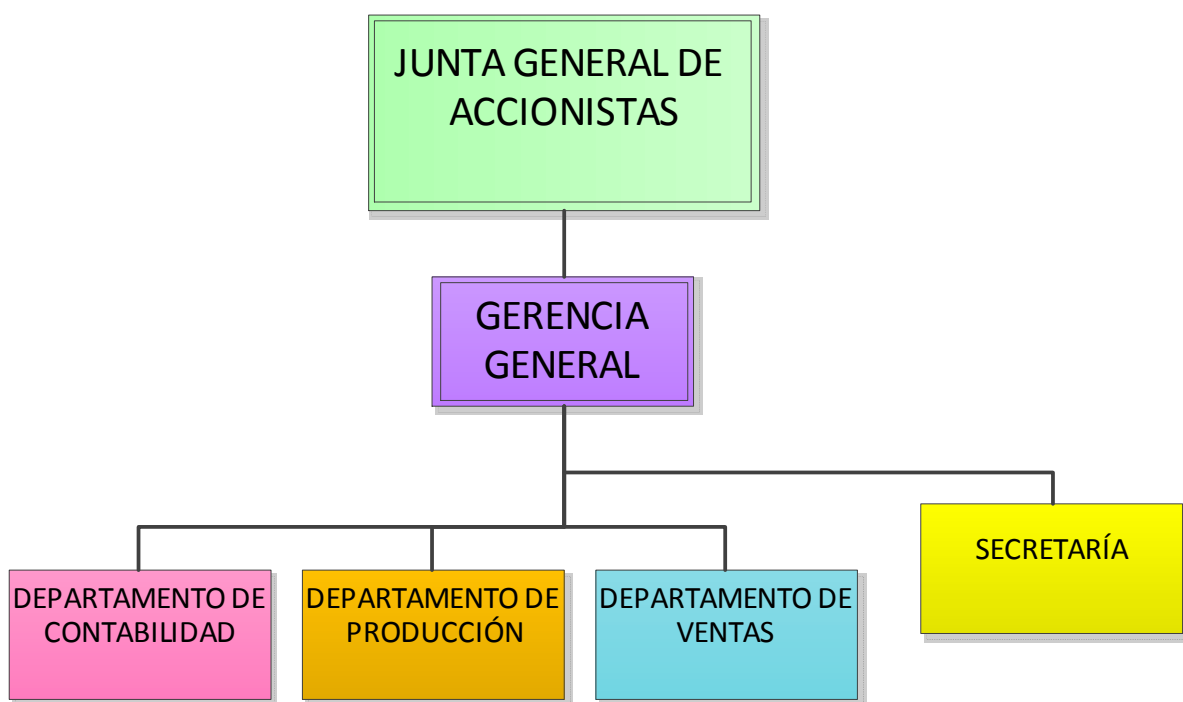 JUNTA GENERAL DE
ACCIONISTAS
GERENCIA
GENERAL
SECRETARÍA
DEPARTAMENTO DE
CONTABILIDAD
DEPARTAMENTO DE
PRODUCCIÓN
DEPARTAMENTO DE
VENTAS